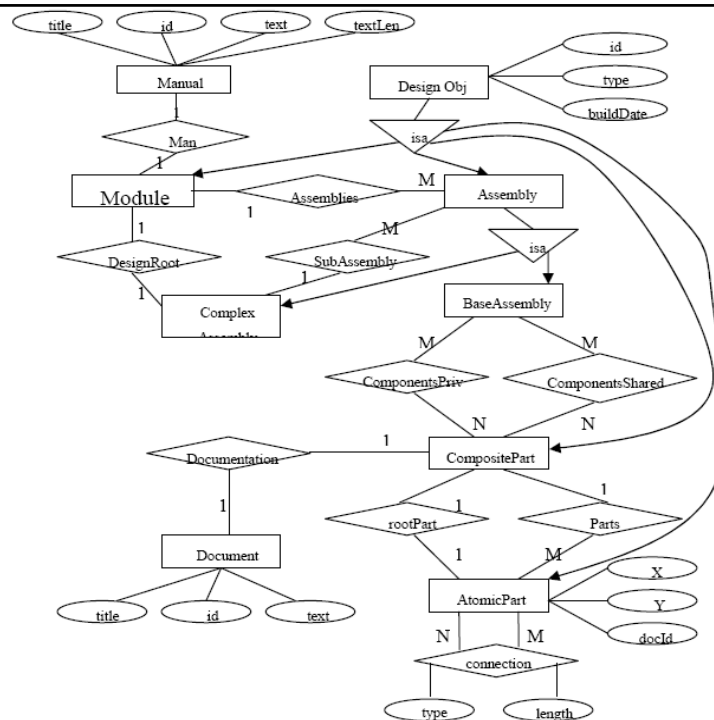 title
id
text
textLen
Manual
Design Obj
id
type
buildDate
1
Man
1
isa
Module
1
Assemblies
M
Assembly
1
DesignRoot
1
M
SubAssembly
1
isa
Complex
Assembly
BaseAssembly
M
M
ComponentsPriv
ComponentsShared
N
N
Documentation
1
CompositePart
1
1
1
rootPart
Parts
1
M
Document
title
id
text
AtomicPart
X
Y
docId
N
M
connection
type
length